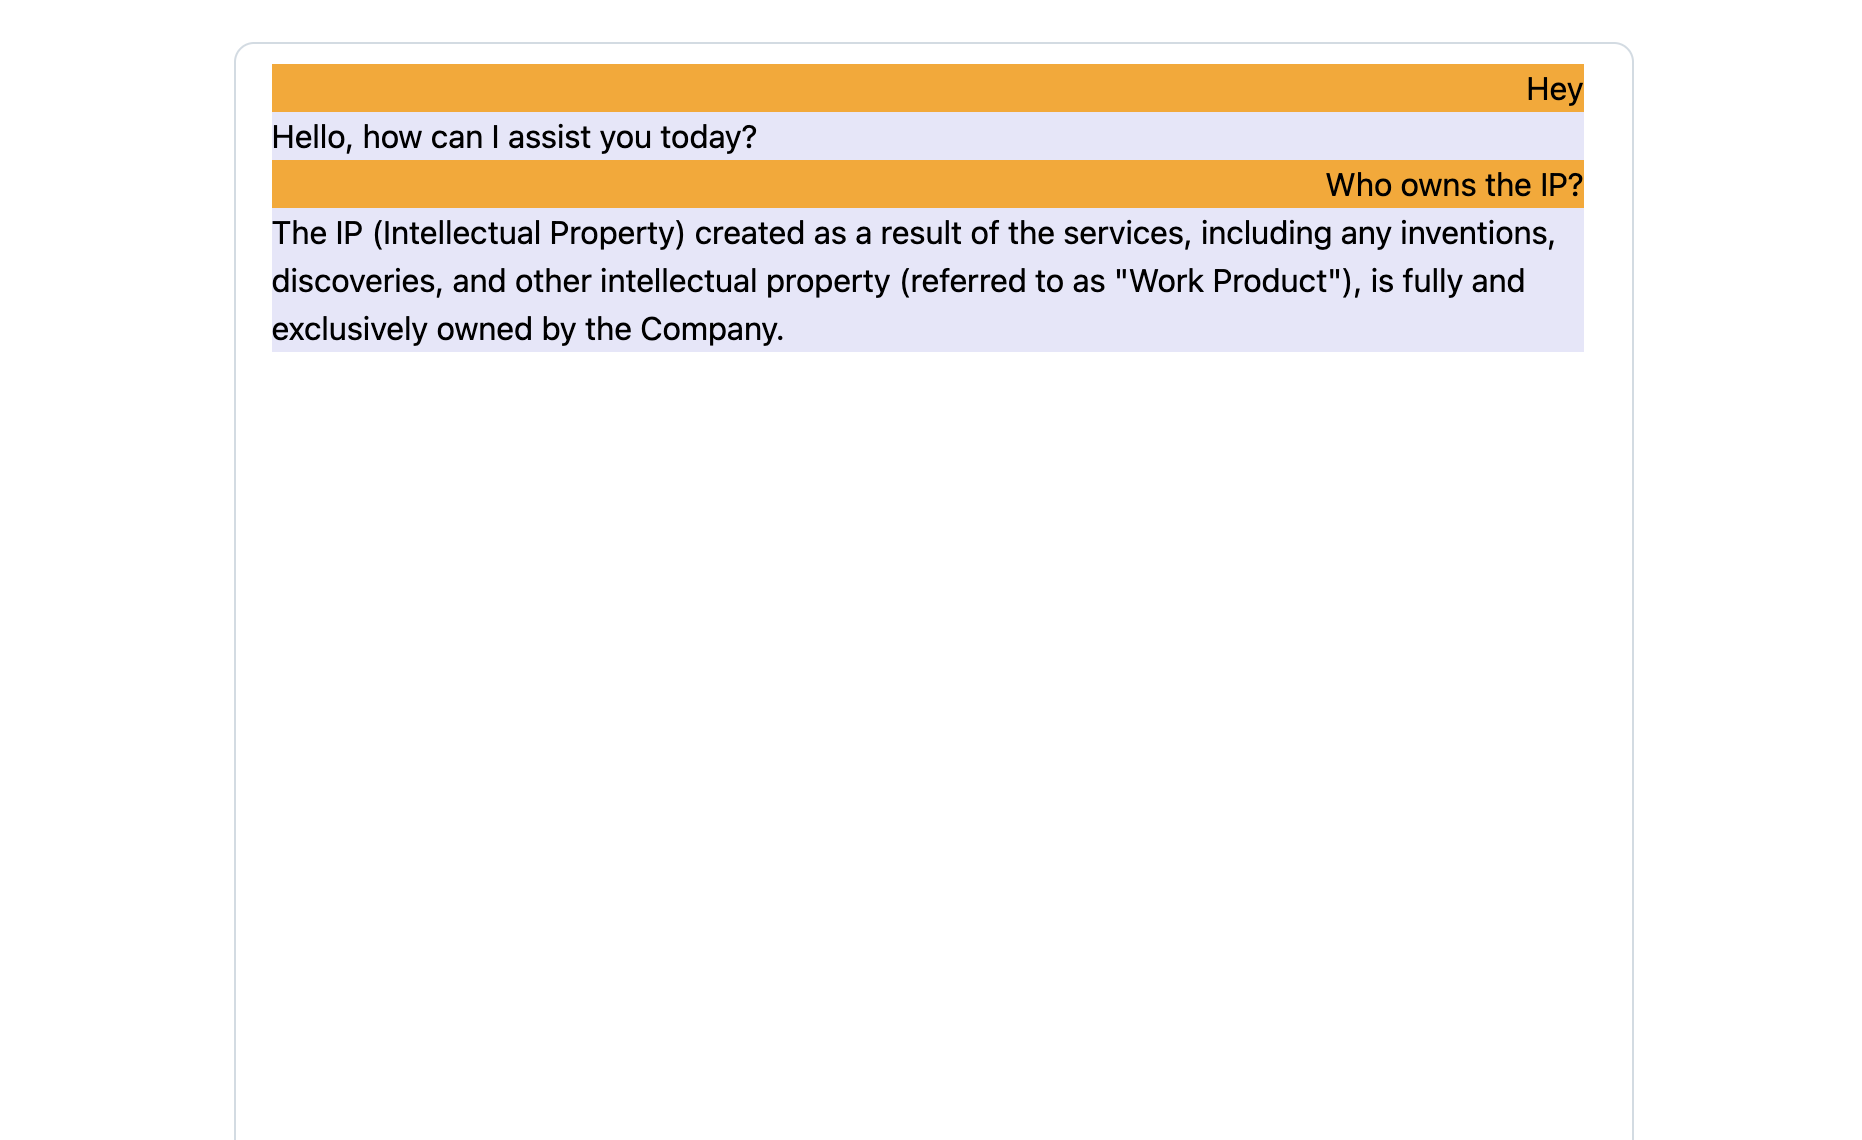 Hey
Hello, how can I assist you today?
Who owns the IP?
The IP (Intellectual Property) created as a result of the services, including any inventions,
discoveries, and other intellectual property (referred to as "Work Product"), is fully and
exclusively owned by the Company.